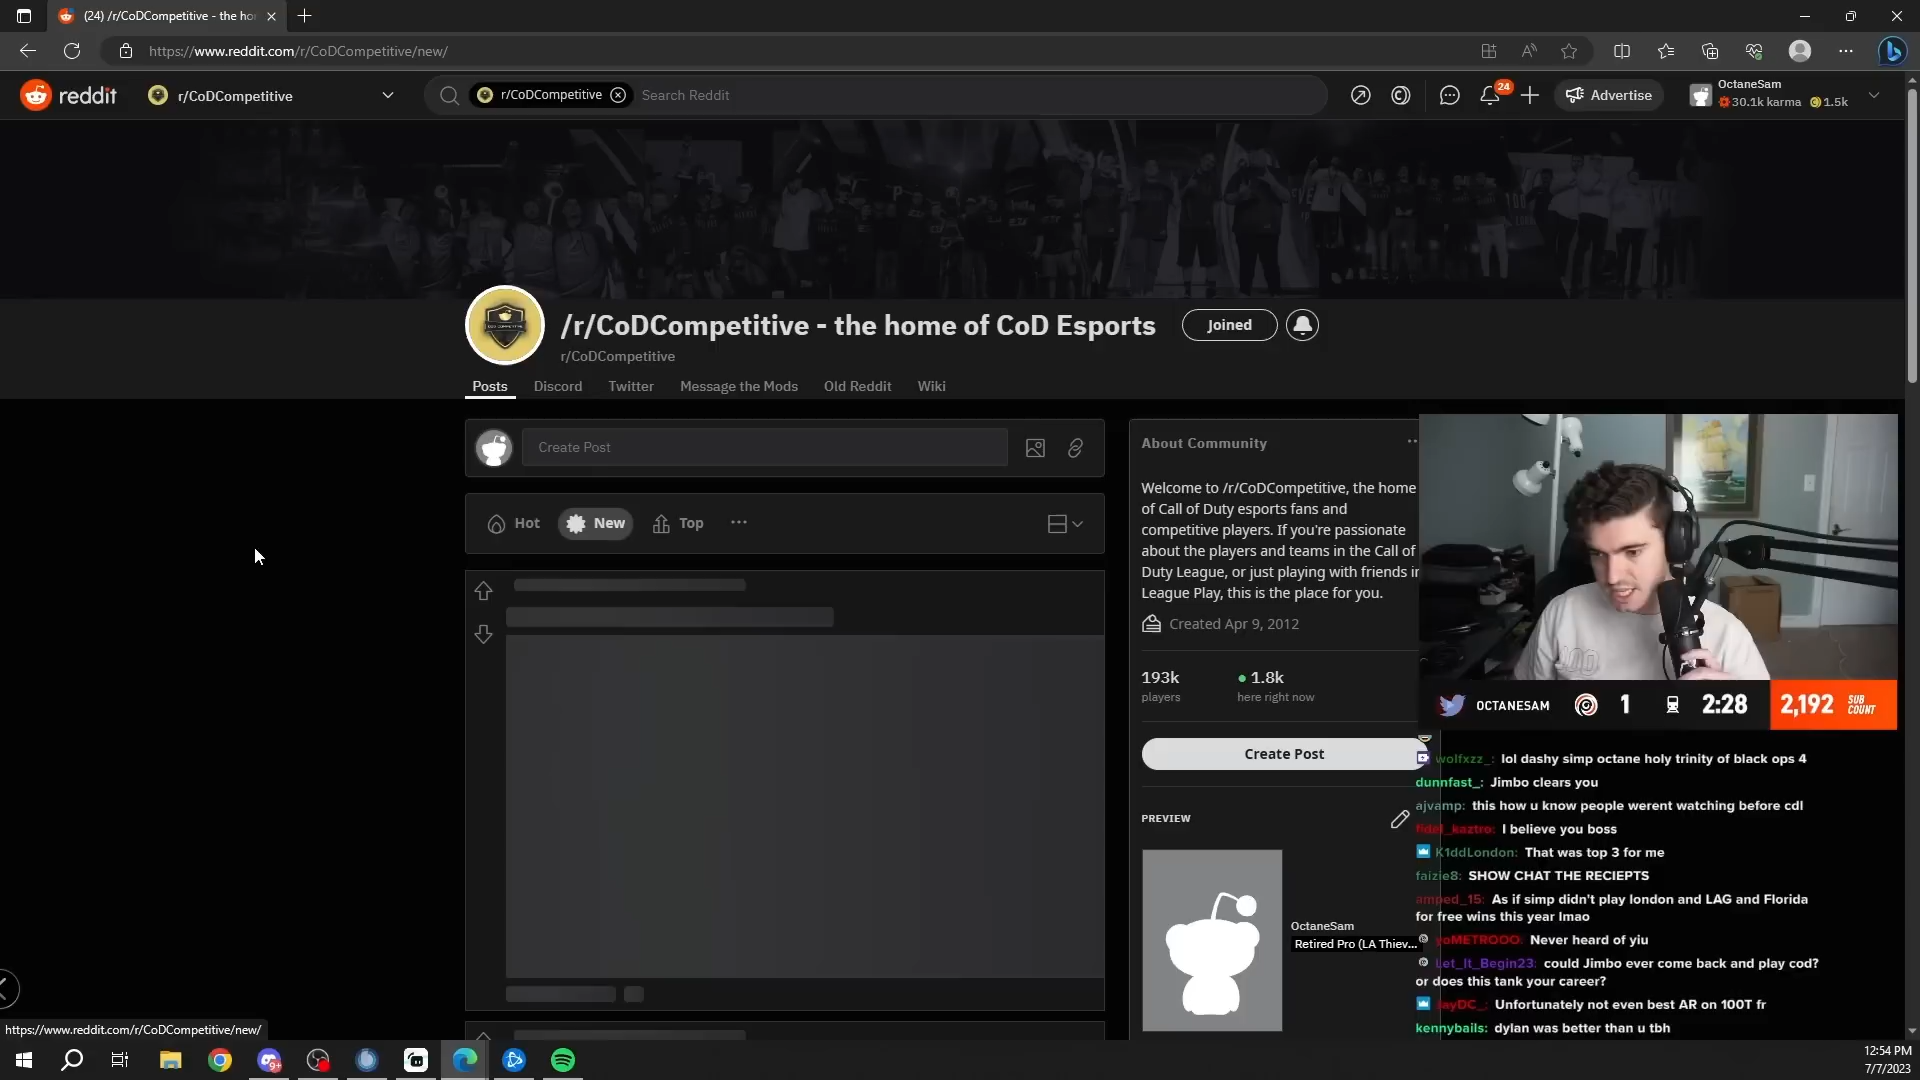 (24) /r/CoDCompetitive - the ho
https://www.reddit.com/r/CoDCompetitive/new/
reddit
r/CoDCompetitive
r/CoDCompetitive
Search Reddit
24
Advertise
OctaneSam
30.1k karma
1.5k
/r/CoDCompetitive - the home of CoD Esports
Joined
r/CoDCompetitive
Posts
Discord
Twitter
Message the Mods
Old Reddit
Wiki
Create Post
Hot
New
Top
About Community
Welcome to /r/CoDCompetitive, the home
of Call of Duty esports fans and
competitive players. If you're passionate
about the players and teams in the Call of
Duty League, or just playing with friends in
League Play, this is the place for you.
Created Apr 9, 2012
193k
players
1.8k
here right now
Create Post
PREVIEW
OctaneSam
Retired Pro (LA Thiev...
OCTANESAM
1
2:28
2,192
SUB
COUNT
wolfxzz_: lol dashy simp octane holy trinity of black ops 4
dunnfast_: Jimbo clears you
ajvamp: this how u know people werent watching before cdl
fidel_kaztro: I believe you boss
K1ddLondon: That was top 3 for me
faizie8: SHOW CHAT THE RECIEPTS
amped_15: As if simp didn't play london and LAG and Florida
for free wins this year lmao
yoMETROOO: Never heard of yiu
Let_It_Begin23: could Jimbo ever come back and play cod?
or does this tank your career?
JayDC_: Unfortunately not even best AR on 100T fr
kennybails: dylan was better than u tbh
https://www.reddit.com/r/CoDCompetitive/new/
9+
12:54 PM
7/7/2023